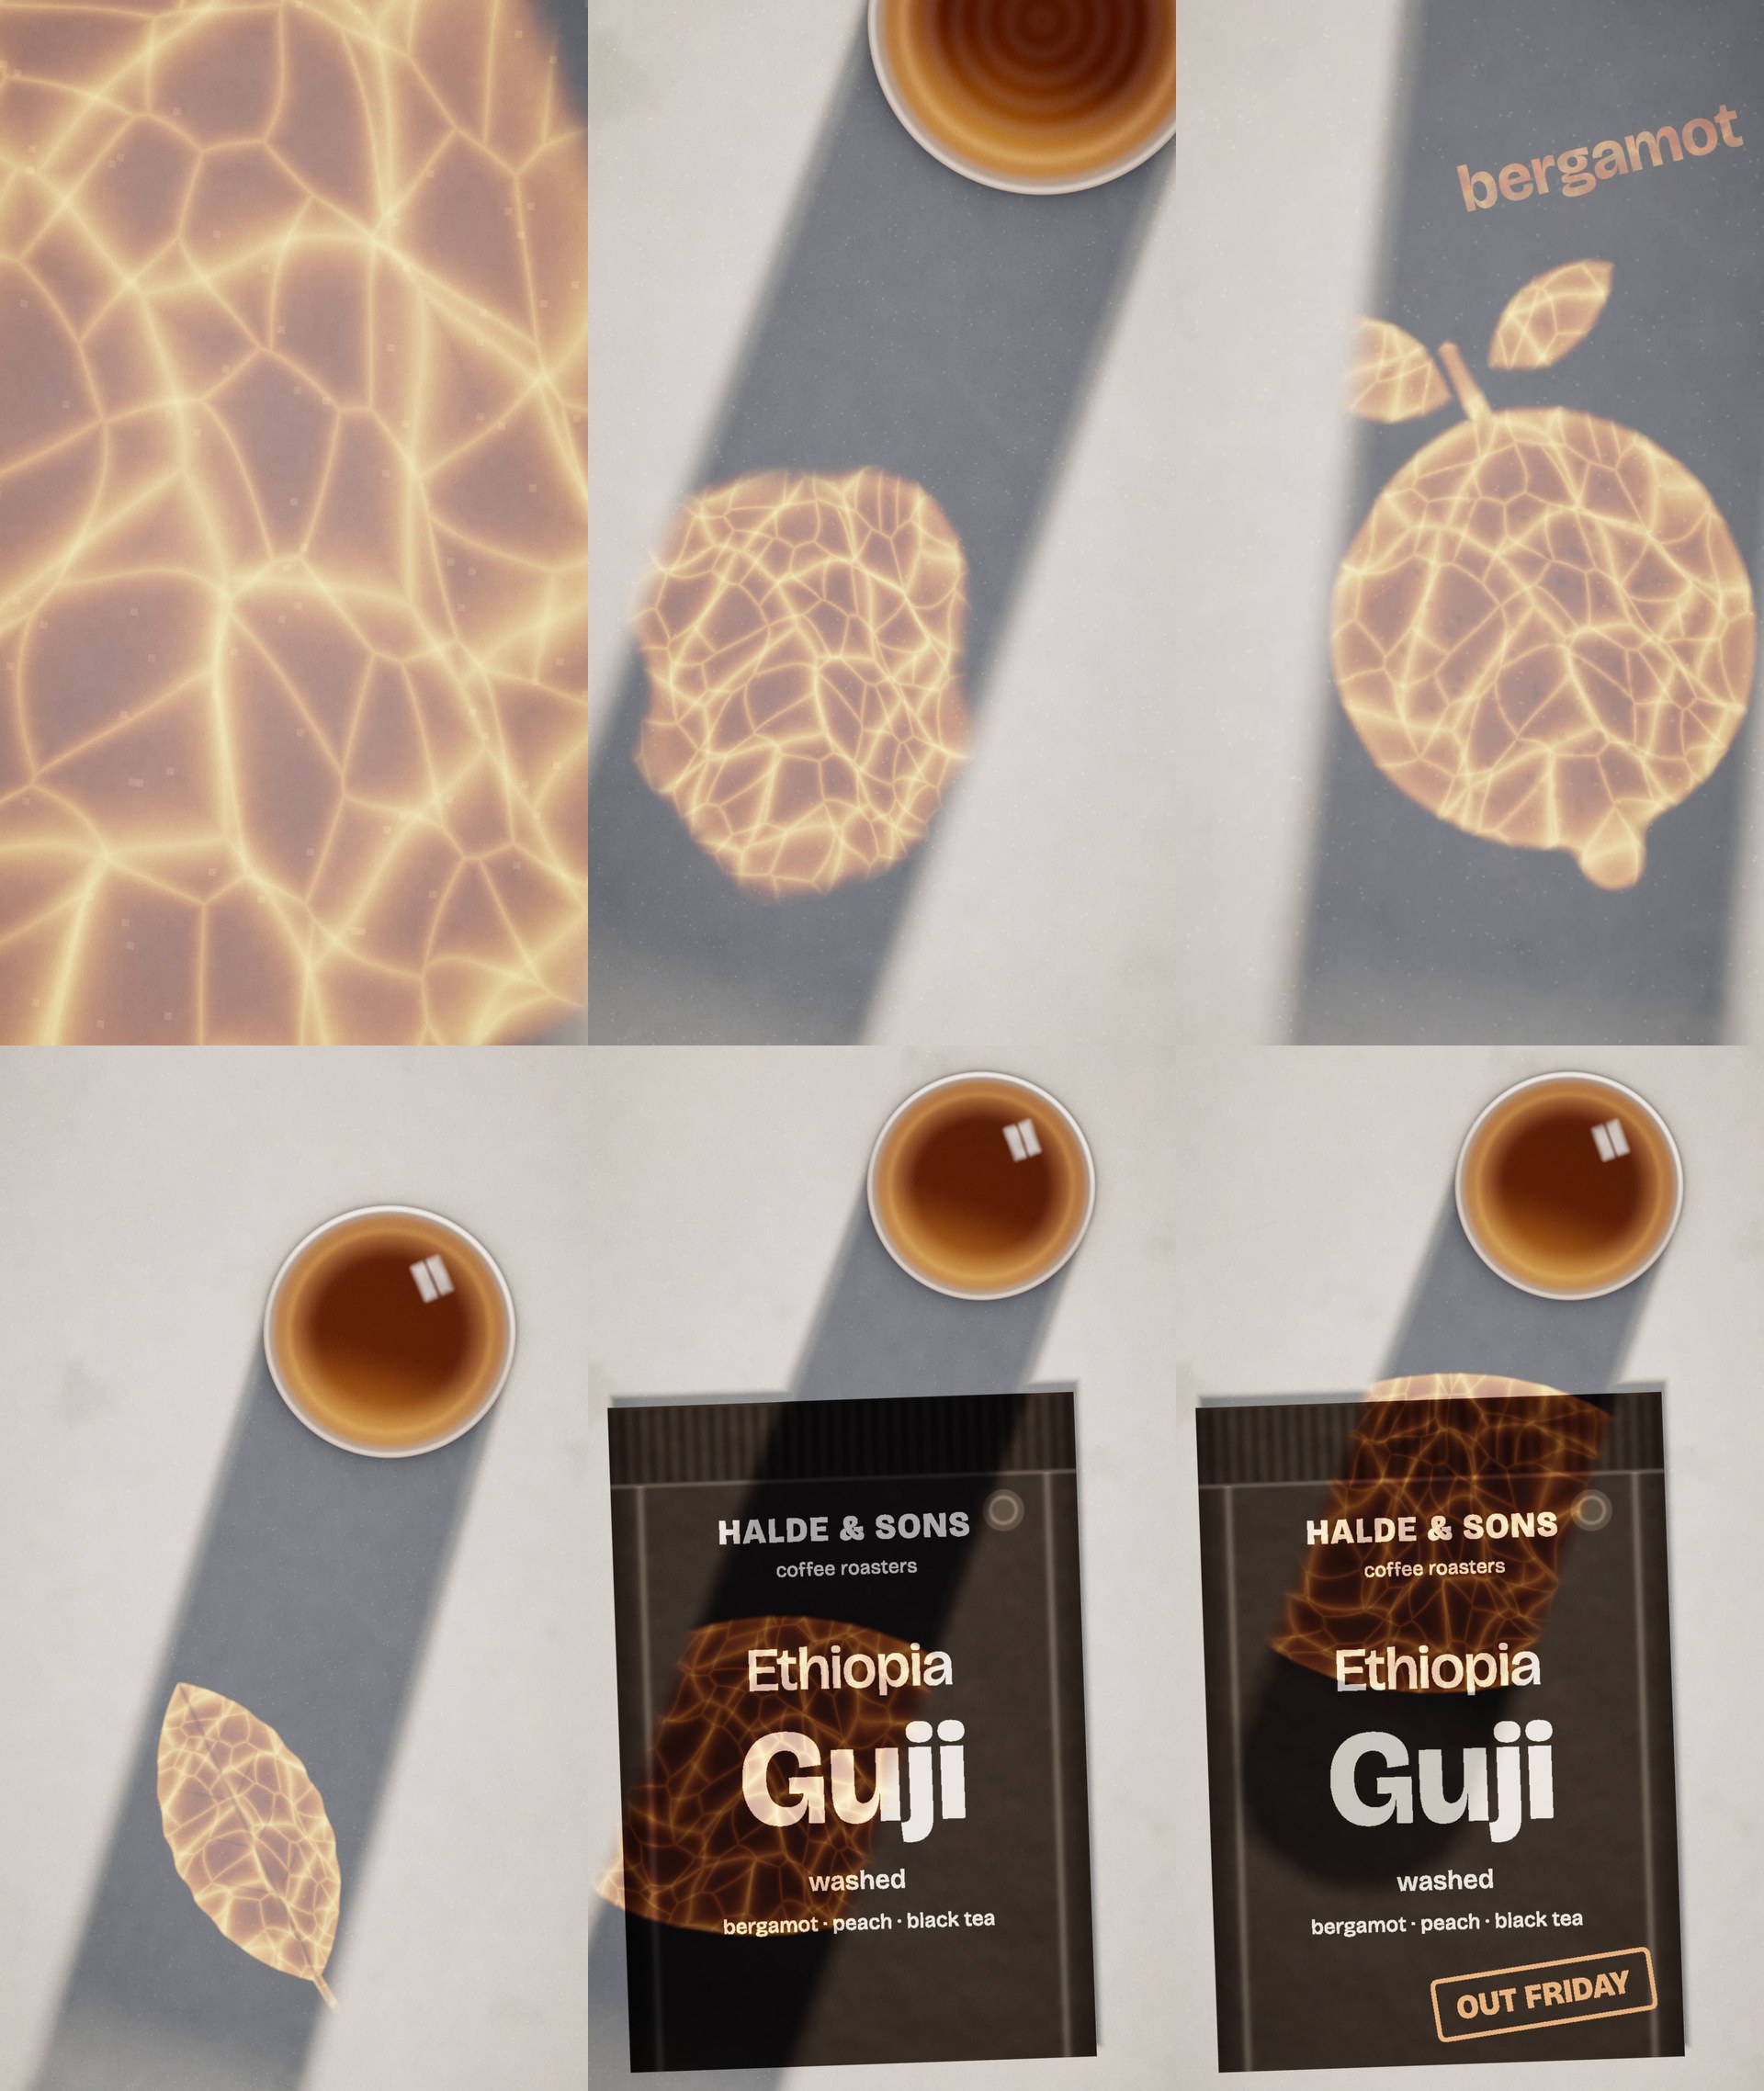 bergamot
HALDE & SONS
coffee roasters
Ethiopia
Guji
washed
bergamot · peach · black tea
HALDE & SONS
coffee roasters
Ethiopia
Guji
washed
bergamot · peach · black tea
OUT FRIDAY